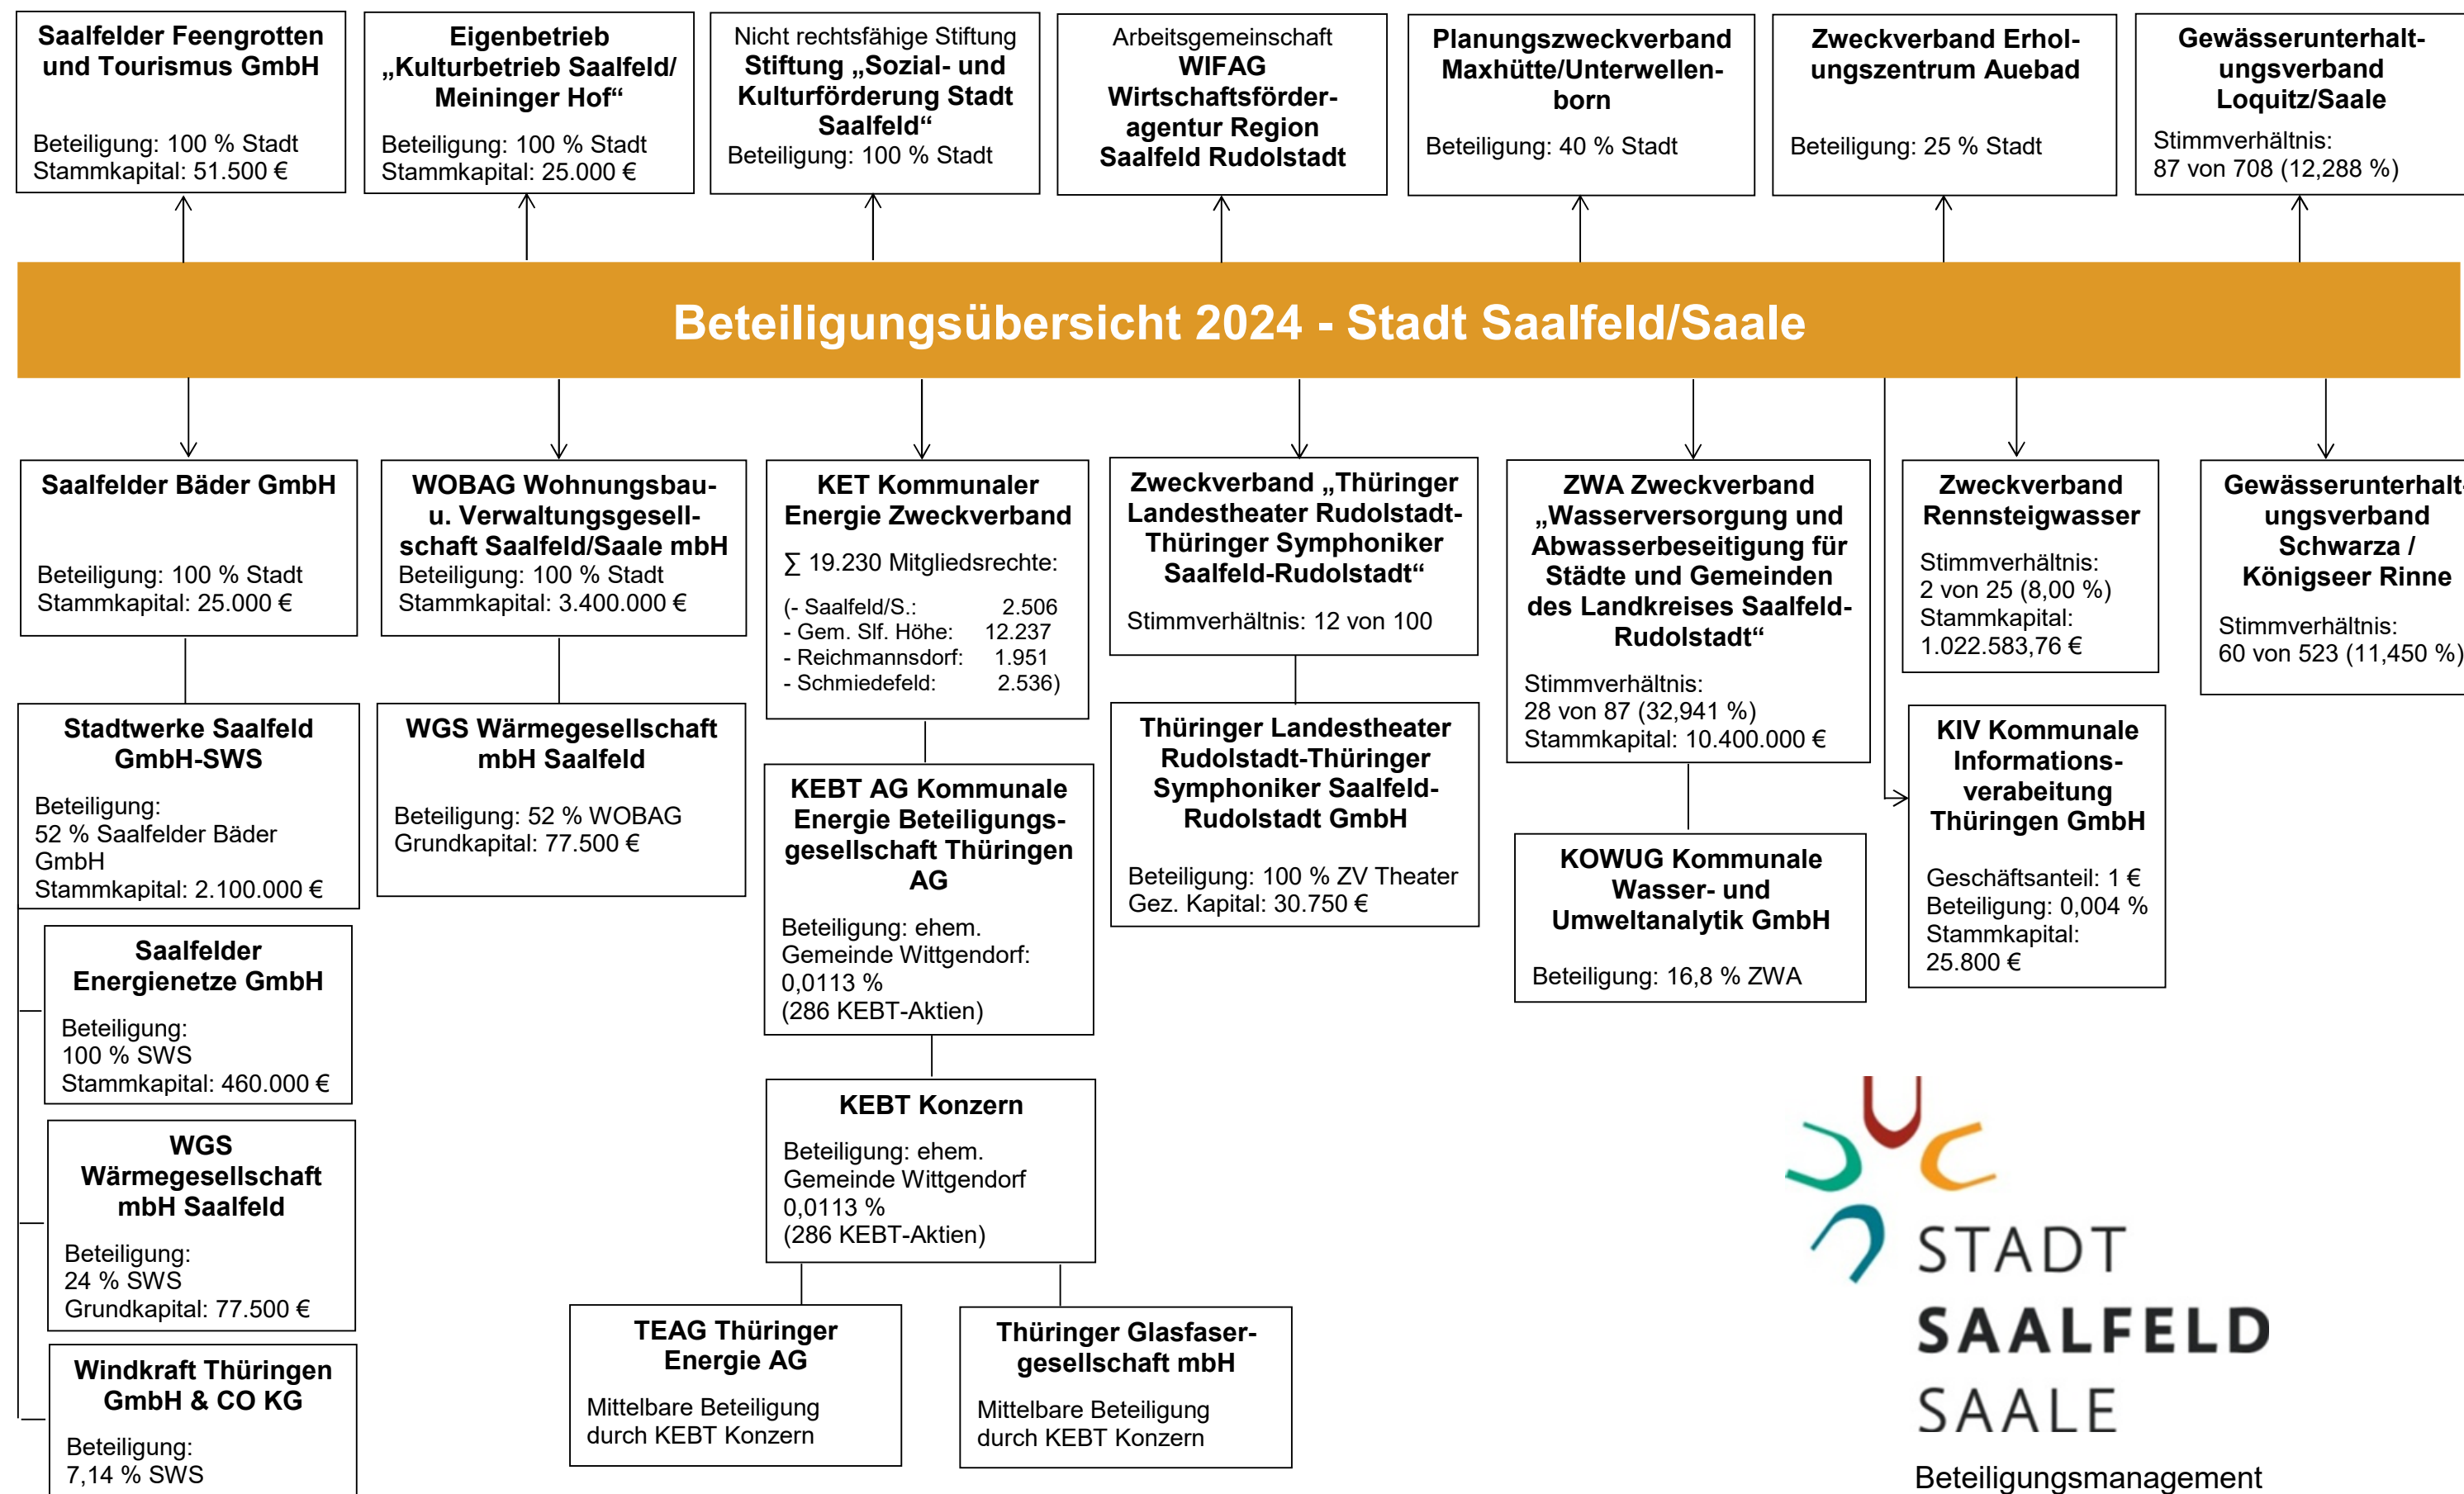 Saalfelder Feengrotten
und Tourismus GmbH
Beteiligung: 100 % Stadt
Stammkapital: 51.500 €
Eigenbetrieb
„Kulturbetrieb Saalfeld/
Meininger Hof“
Beteiligung: 100 % Stadt
Stammkapital: 25.000 €
Nicht rechtsfähige Stiftung
Stiftung „Sozial- und
Kulturförderung Stadt
Saalfeld“
Beteiligung: 100 % Stadt
Arbeitsgemeinschaft
WIFAG
Wirtschaftsförder-
agentur Region
Saalfeld Rudolstadt
Planungszweckverband
Maxhütte/Unterwellen-
born
Beteiligung: 40 % Stadt
Zweckverband Erhol-
ungszentrum Auebad
Beteiligung: 25 % Stadt
Gewässerunterhalt-
ungsverband
Loquitz/Saale
Stimmverhältnis:
87 von 708 (12,288 %)
Beteiligungsübersicht 2024 - Stadt Saalfeld/Saale
Saalfelder Bäder GmbH
Beteiligung: 100 % Stadt
Stammkapital: 25.000 €
WOBAG Wohnungsbau-
u. Verwaltungsgesell-
schaft Saalfeld/Saale mbH
Beteiligung: 100 % Stadt
Stammkapital: 3.400.000 €
KET Kommunaler
Energie Zweckverband
∑ 19.230 Mitgliedsrechte:
(- Saalfeld/S.: 2.506
- Gem. Slf. Höhe: 12.237
- Reichmannsdorf: 1.951
- Schmiedefeld: 2.536)
Zweckverband „Thüringer
Landestheater Rudolstadt-
Thüringer Symphoniker
Saalfeld-Rudolstadt“
Stimmverhältnis: 12 von 100
ZWA Zweckverband
„Wasserversorgung und
Abwasserbeseitigung für
Städte und Gemeinden
des Landkreises Saalfeld-
Rudolstadt“
Stimmverhältnis:
28 von 87 (32,941 %)
Stammkapital: 10.400.000 €
Zweckverband
Rennsteigwasser
Stimmverhältnis:
2 von 25 (8,00 %)
Stammkapital:
1.022.583,76 €
Gewässerunterhalt-
ungsverband
Schwarza /
Königseer Rinne
Stimmverhältnis:
60 von 523 (11,450 %)
Stadtwerke Saalfeld
GmbH-SWS
Beteiligung:
52 % Saalfelder Bäder
GmbH
Stammkapital: 2.100.000 €
WGS Wärmegesellschaft
mbH Saalfeld
Beteiligung: 52 % WOBAG
Grundkapital: 77.500 €
KEBT AG Kommunale
Energie Beteiligungs-
gesellschaft Thüringen
AG
Beteiligung: ehem.
Gemeinde Wittgendorf:
0,0113 %
(286 KEBT-Aktien)
Thüringer Landestheater
Rudolstadt-Thüringer
Symphoniker Saalfeld-
Rudolstadt GmbH
Beteiligung: 100 % ZV Theater
Gez. Kapital: 30.750 €
KOWUG Kommunale
Wasser- und
Umweltanalytik GmbH
Beteiligung: 16,8 % ZWA
KIV Kommunale
Informations-
verabeitung
Thüringen GmbH
Geschäftsanteil: 1 €
Beteiligung: 0,004 %
Stammkapital:
25.800 €
Saalfelder
Energienetze GmbH
Beteiligung:
100 % SWS
Stammkapital: 460.000 €
WGS
Wärmegesellschaft
mbH Saalfeld
Beteiligung:
24 % SWS
Grundkapital: 77.500 €
Windkraft Thüringen
GmbH & CO KG
Beteiligung:
7,14 % SWS
KEBT Konzern
Beteiligung: ehem.
Gemeinde Wittgendorf
0,0113 %
(286 KEBT-Aktien)
TEAG Thüringer
Energie AG
Mittelbare Beteiligung
durch KEBT Konzern
Thüringer Glasfaser-
gesellschaft mbH
Mittelbare Beteiligung
durch KEBT Konzern
STADT
SAALFELD
SAALE
Beteiligungsmanagement